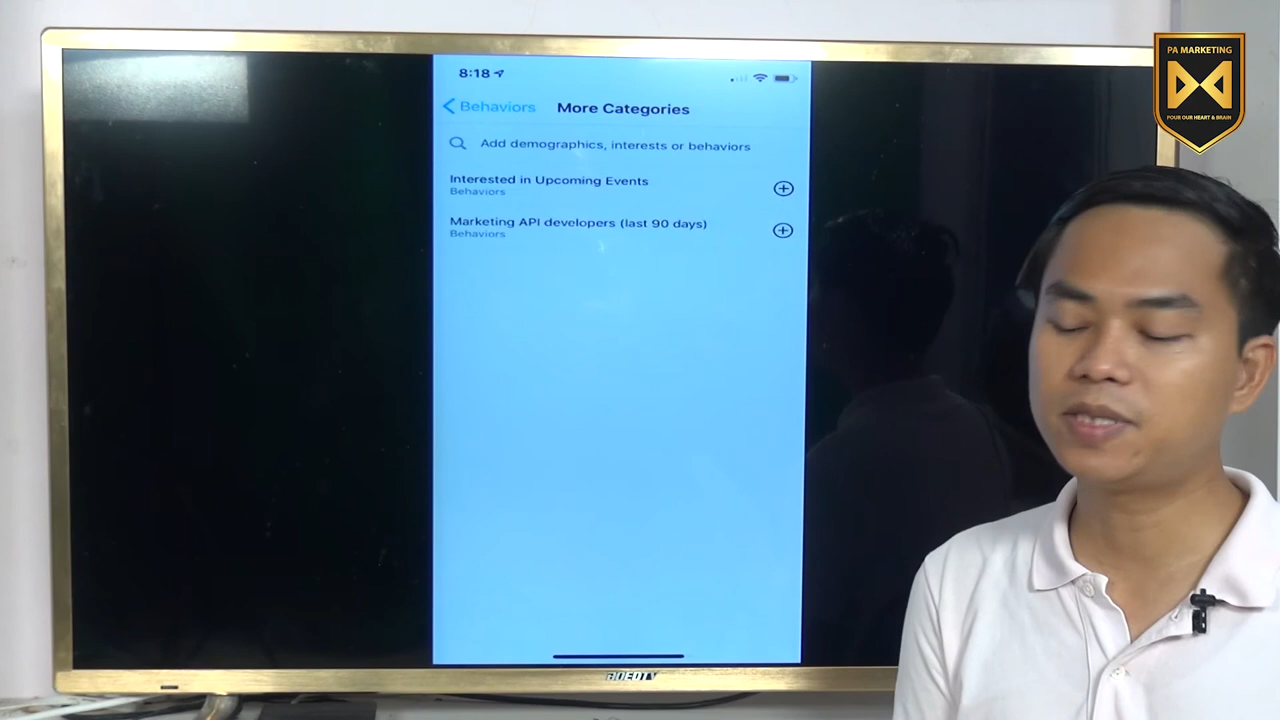 PA MARKETING
POUR OUR HEART & BRAIN
8:18
Behaviors
More Categories
Add demographics, interests or behaviors
Interested in Upcoming Events
Behaviors
Marketing API developers (last 90 days)
Behaviors